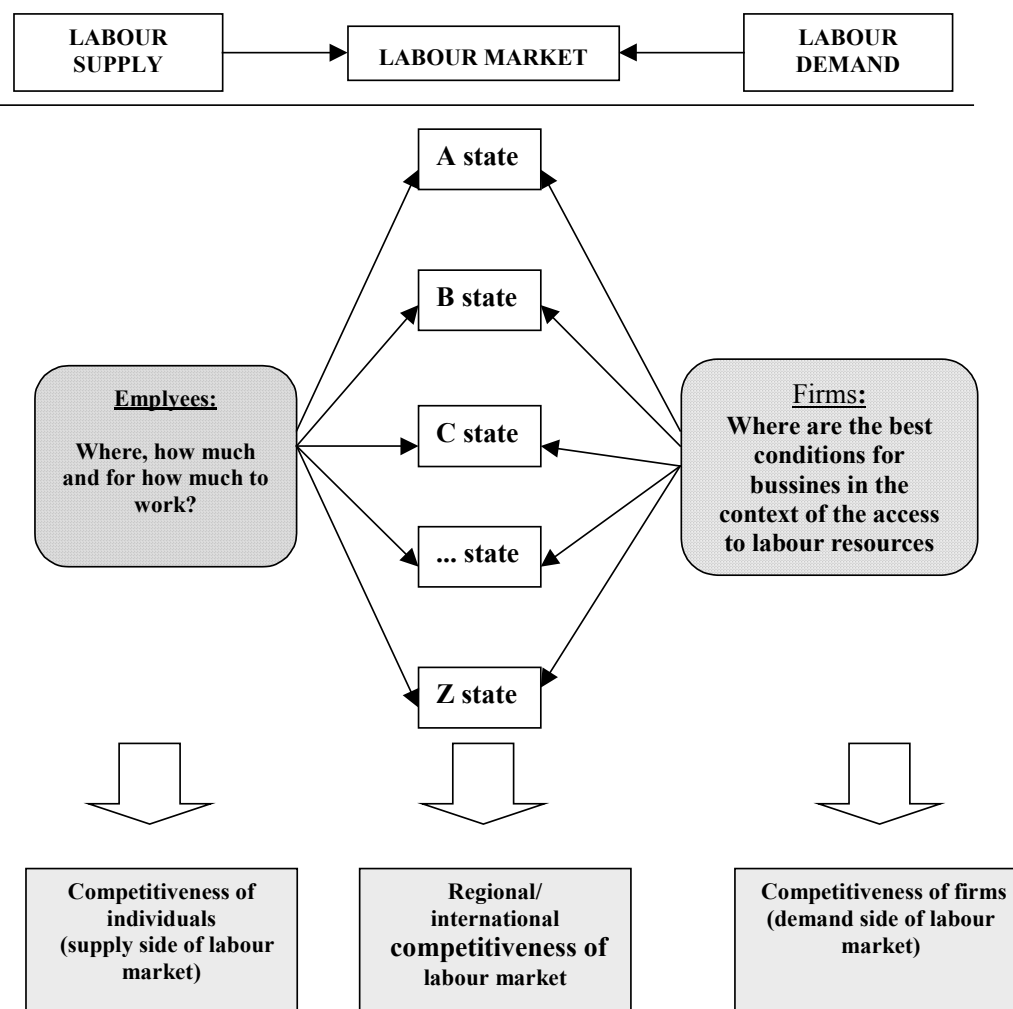 LABOUR
SUPPLY
LABOUR MARKET
LABOUR
DEMAND
A state
B state
C state
... state
Z state
Emplyees:
Where, how much
and for how much to
work?
Firms:
Where are the best
conditions for
bussines in the
context of the access
to labour resources
Competitiveness of
individuals
(supply side of labour
market)
Regional/
international
competitiveness of
labour market
Competitiveness of firms
(demand side of labour
market)